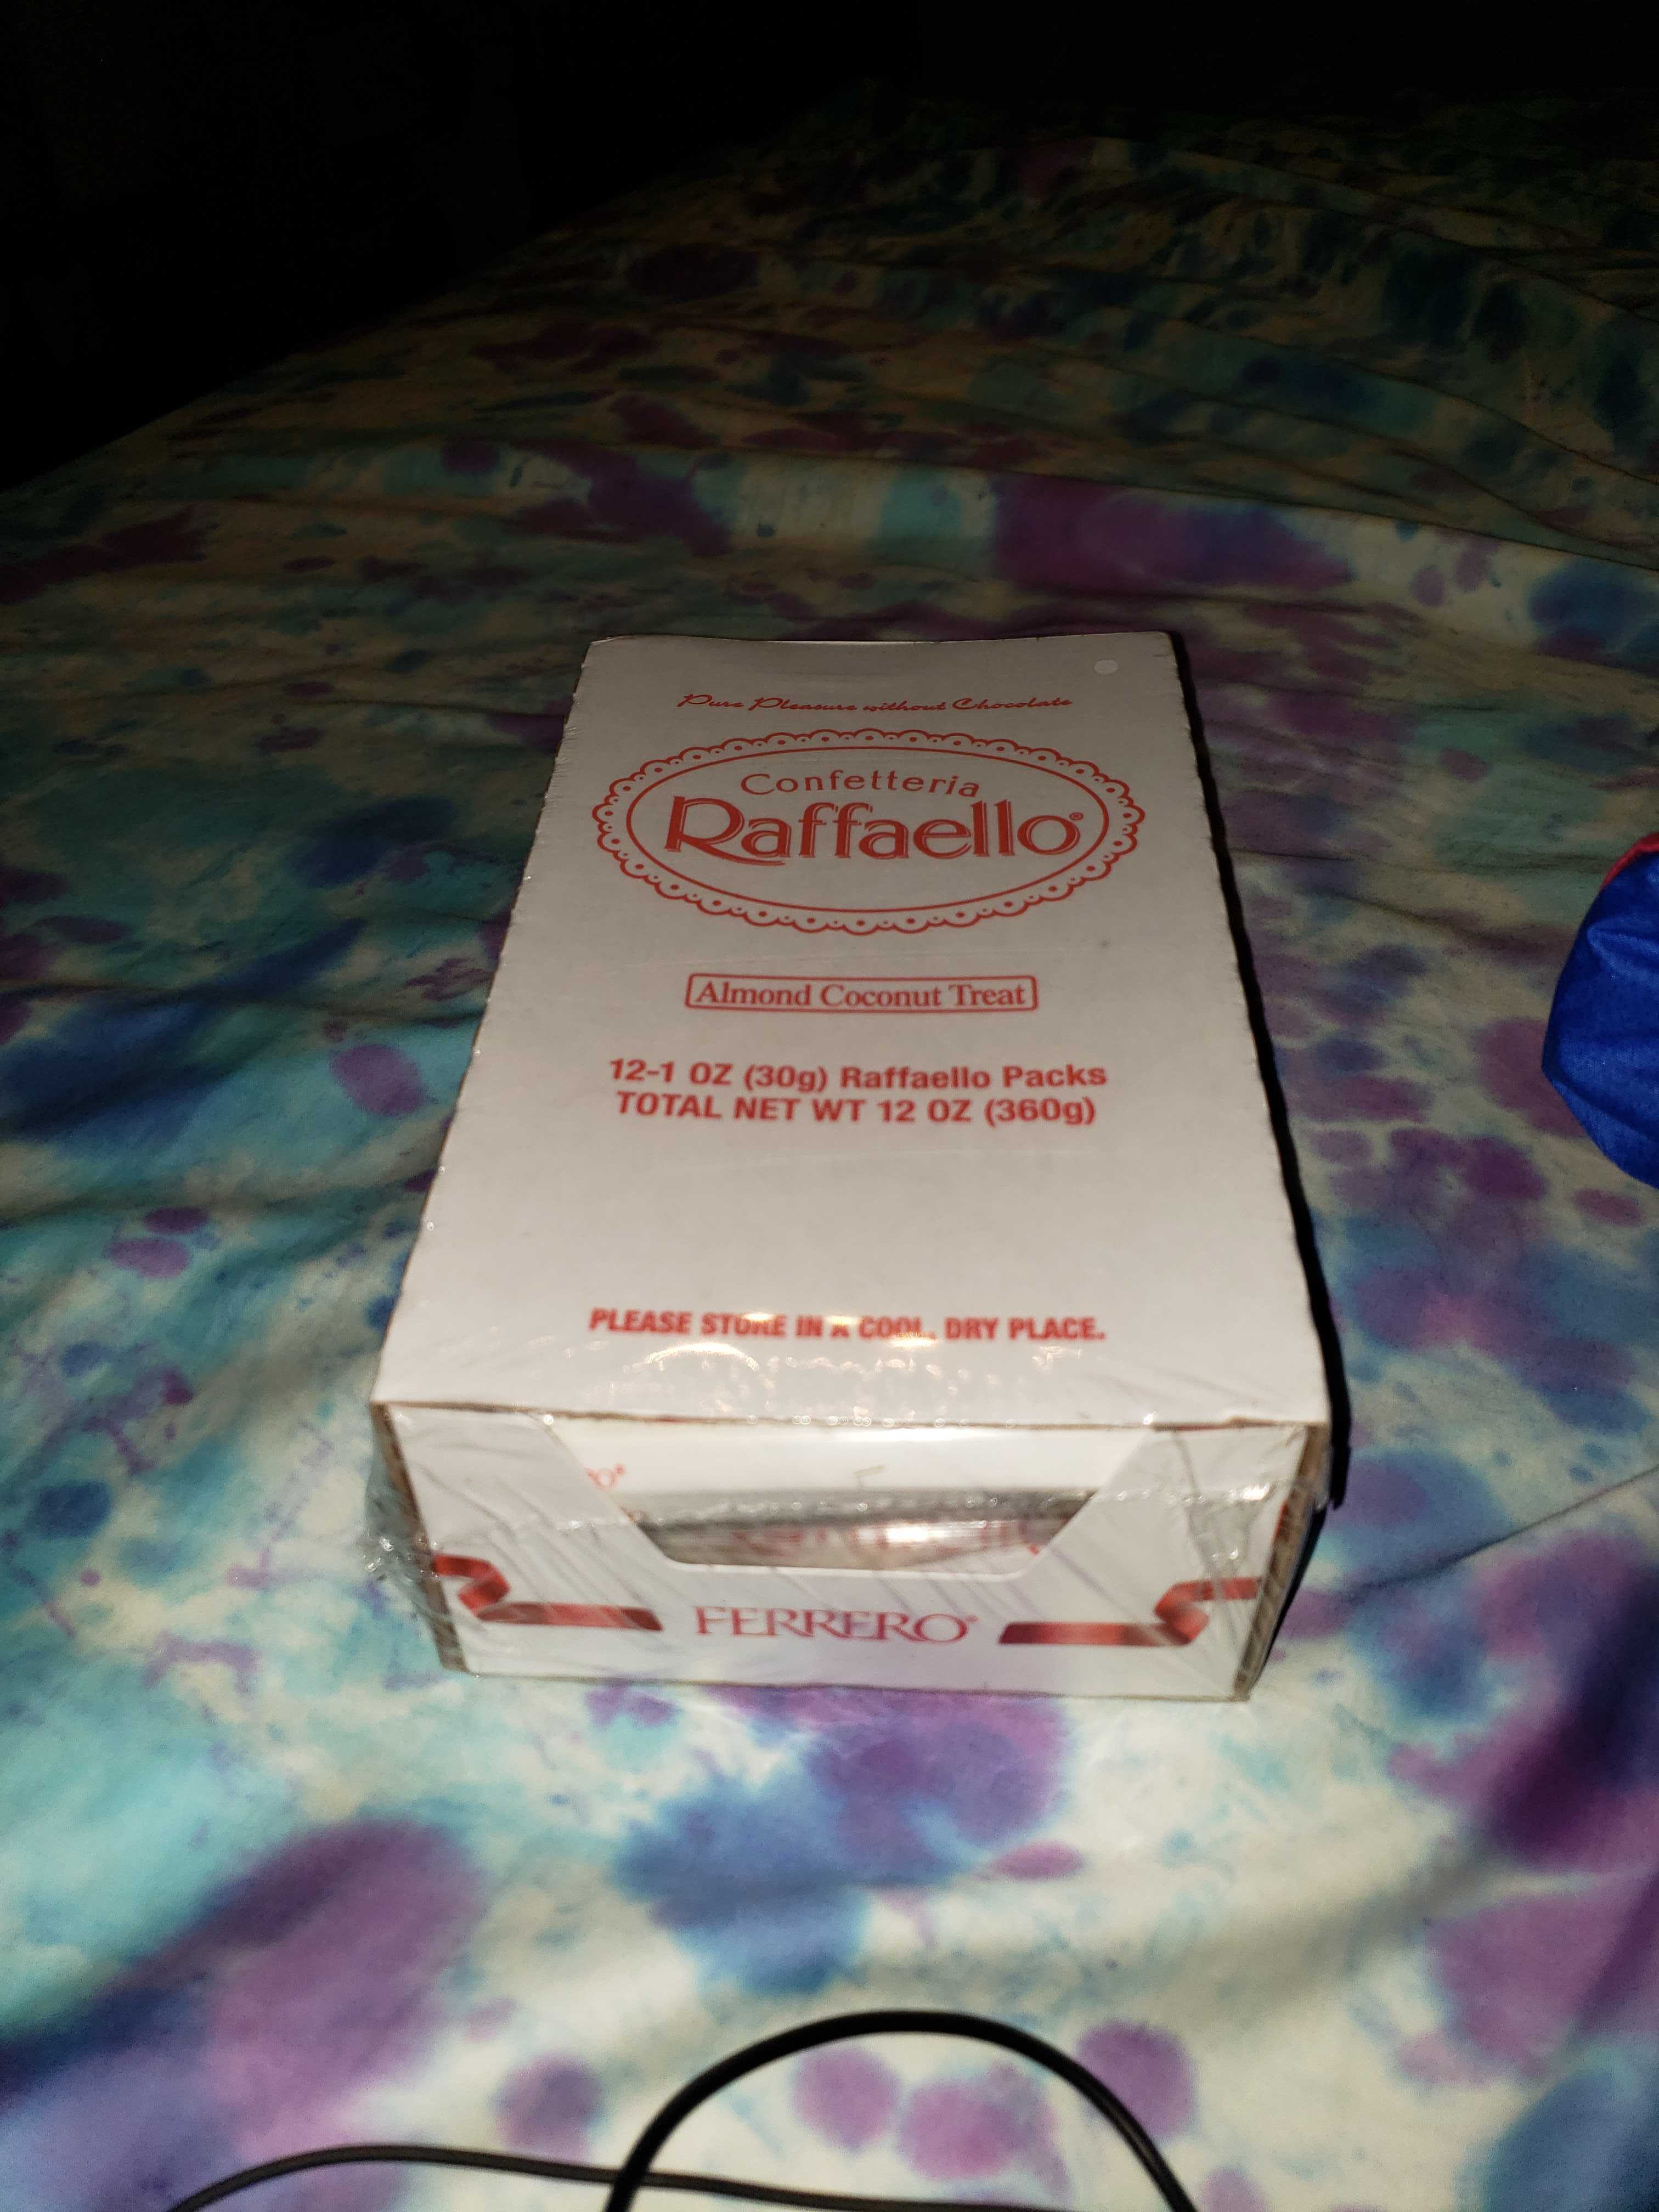 Pure Pleasure without Chocolate
Confetteria
Raffaello®
Almond Coconut Treat
12-1 OZ (30g) Raffaello Packs
TOTAL NET WT 12 OZ (360g)
PLEASE STORE IN A COOL, DRY PLACE.
FERRERO®